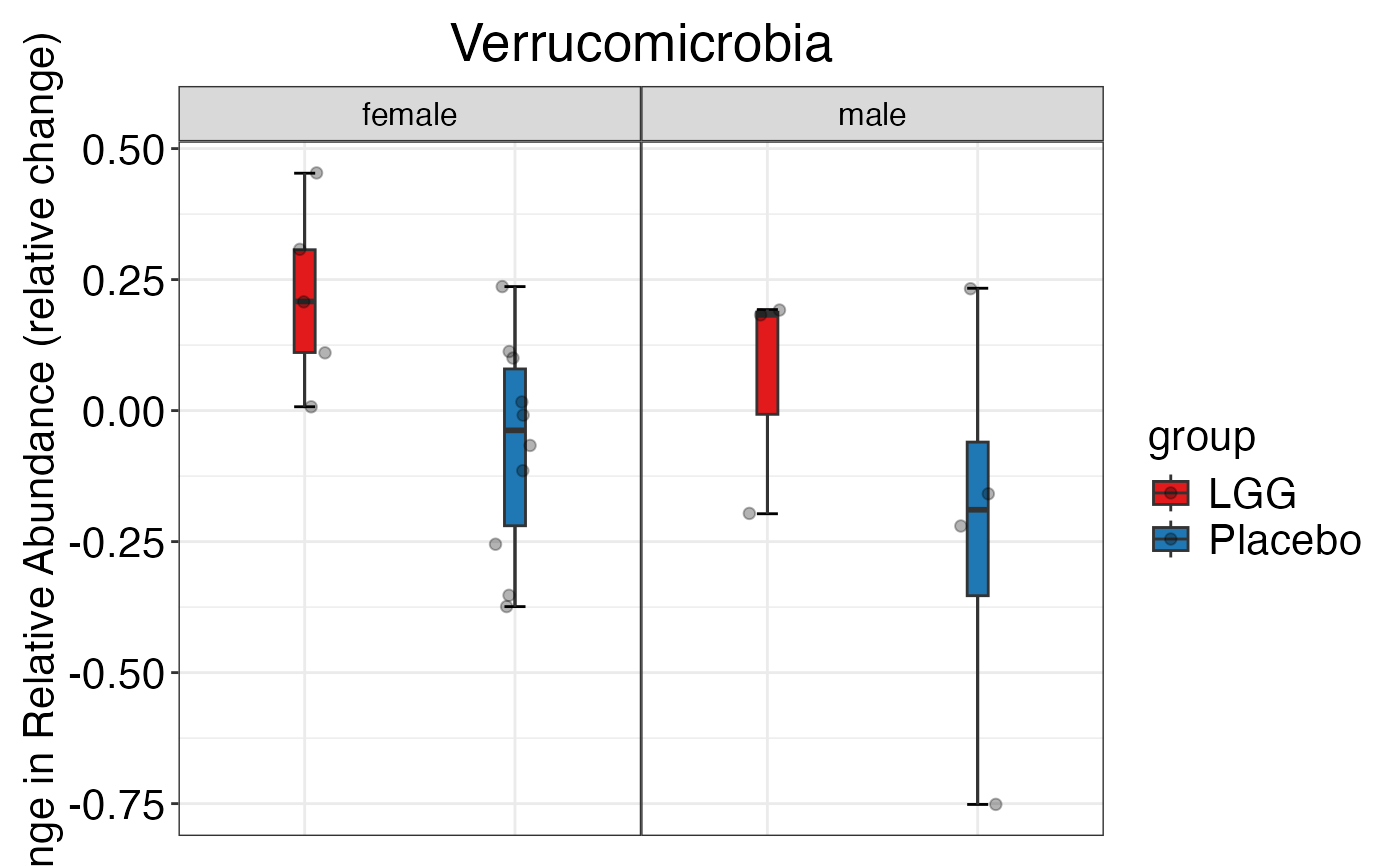 Verrucomicrobia
female
male
in Relative Abundance (relative change)
0.50
0.25
0.00
-0.25
-0.50
-0.75
group
LGG
Placebo